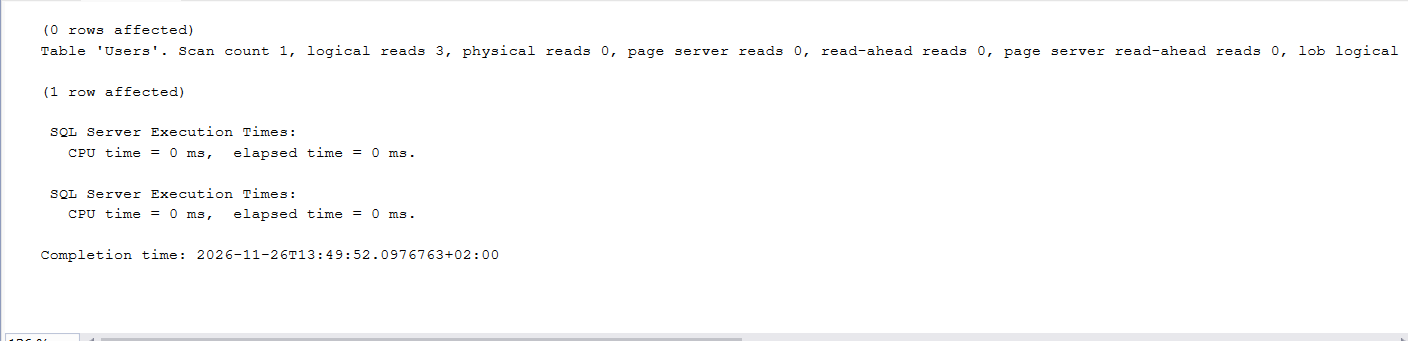 (0 rows affected)
Table 'Users'. Scan count 1, logical reads 3, physical reads 0, page server reads 0, read-ahead reads 0, page server read-ahead reads 0, lob logical
(1 row affected)
SQL Server Execution Times:
CPU time = 0 ms,  elapsed time = 0 ms.
SQL Server Execution Times:
CPU time = 0 ms,  elapsed time = 0 ms.
Completion time: 2026-11-26T13:49:52.0976763+02:00